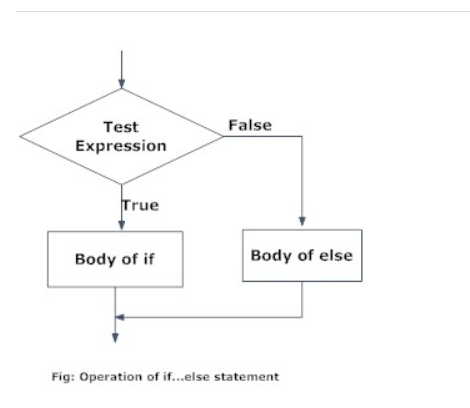 Test
Expression
False
True
Body of if
Body of else
Fig: Operation of if...else statement